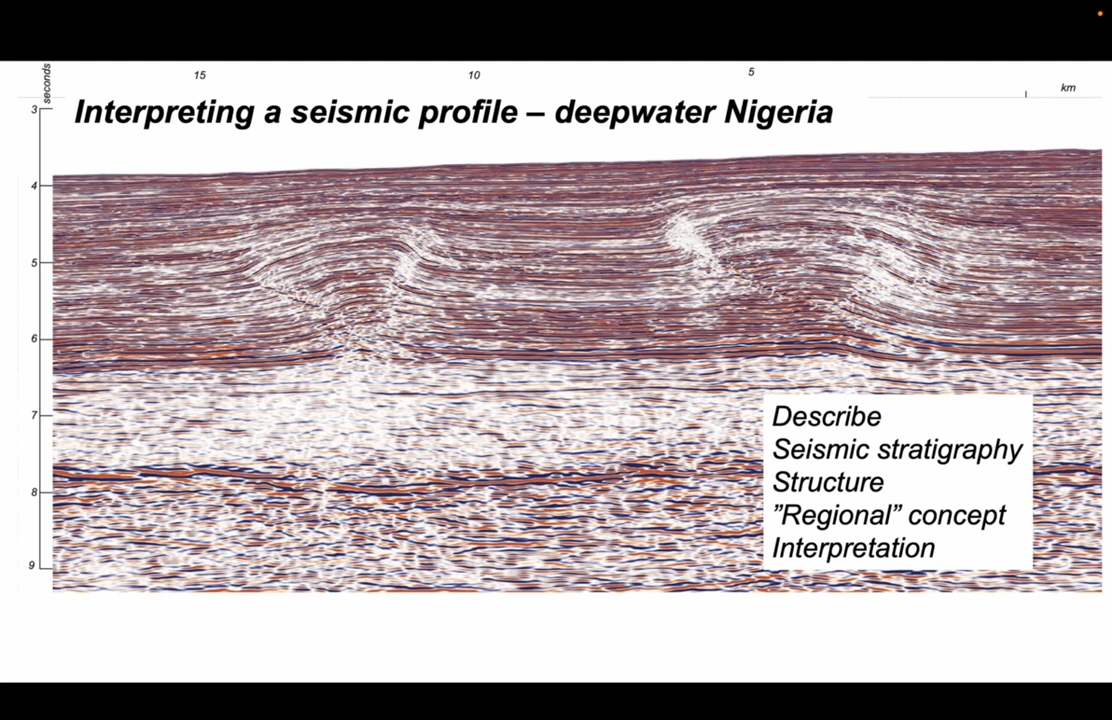 15
10
5
km
seconds
Interpreting a seismic profile – deepwater Nigeria
3
4
5
6
7
8
9
Describe
Seismic stratigraphy
Structure
”Regional” concept
Interpretation